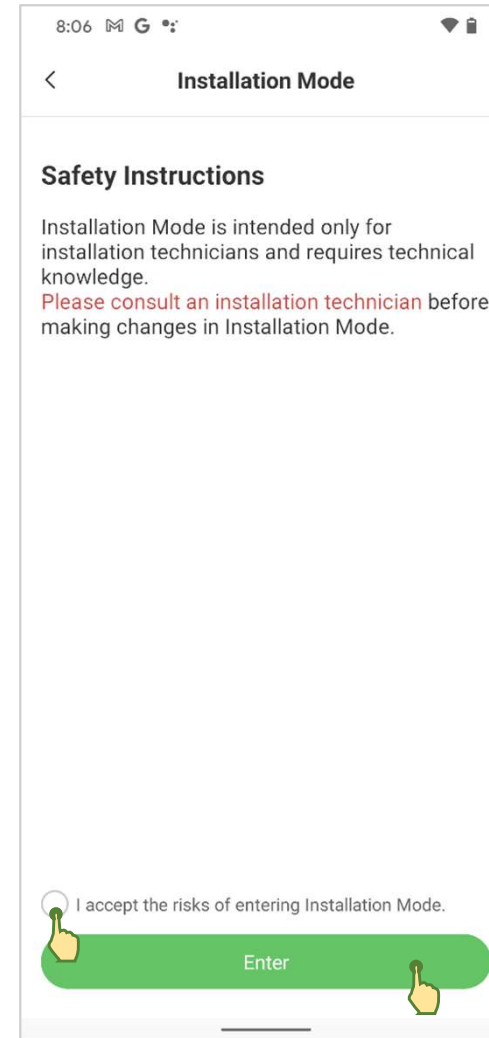 8:06 M G
Installation Mode
Safety Instructions
Installation Mode is intended only for
installation technicians and requires technical
knowledge.
Please consult an installation technician before
making changes in Installation Mode.
I accept the risks of entering Installation Mode.
Enter